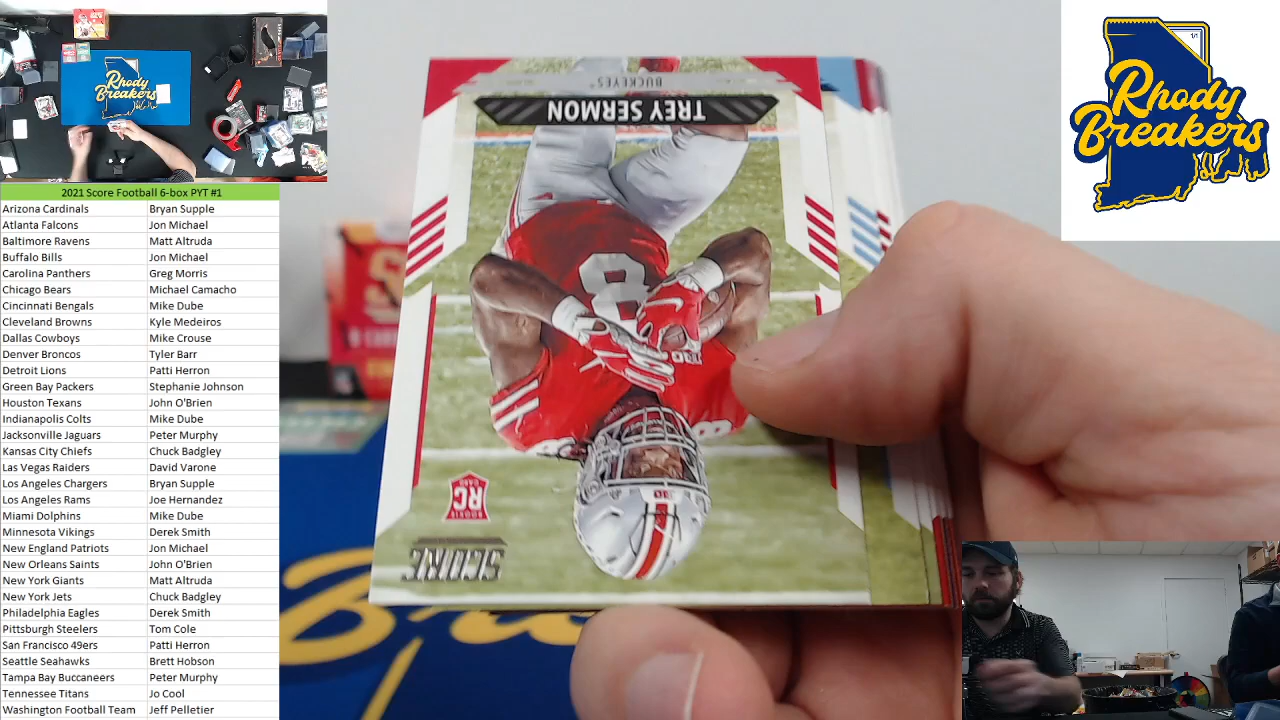 Rhody
Breakers
2021 Score Football 6-box PYT #1
Arizona Cardinals Bryan Supple
Atlanta Falcons Jon Michael
Baltimore Ravens Matt Altruda
Buffalo Bills Jon Michael
Carolina Panthers Greg Morris
Chicago Bears Michael Camacho
Cincinnati Bengals Mike Dube
Cleveland Browns Kyle Medeiros
Dallas Cowboys Mike Crouse
Denver Broncos Tyler Barr
Detroit Lions Patti Herron
Green Bay Packers Stephanie Johnson
Houston Texans John O'Brien
Indianapolis Colts Mike Dube
Jacksonville Jaguars Peter Murphy
Kansas City Chiefs Chuck Badgley
Las Vegas Raiders David Varone
Los Angeles Chargers Bryan Supple
Los Angeles Rams Joe Hernandez
Miami Dolphins Mike Dube
Minnesota Vikings Derek Smith
New England Patriots Jon Michael
New Orleans Saints John O'Brien
New York Giants Matt Altruda
New York Jets Chuck Badgley
Philadelphia Eagles Derek Smith
Pittsburgh Steelers Tom Cole
San Francisco 49ers Patti Herron
Seattle Seahawks Brett Hobson
Tampa Bay Buccaneers Peter Murphy
Tennessee Titans Jo Cool
Washington Football Team Jeff Pelletier
BUCKEYES
TREY SERMON
8
8
RC
ROOKIE
CARD
SCORE
1/1
Rhody
Breakers